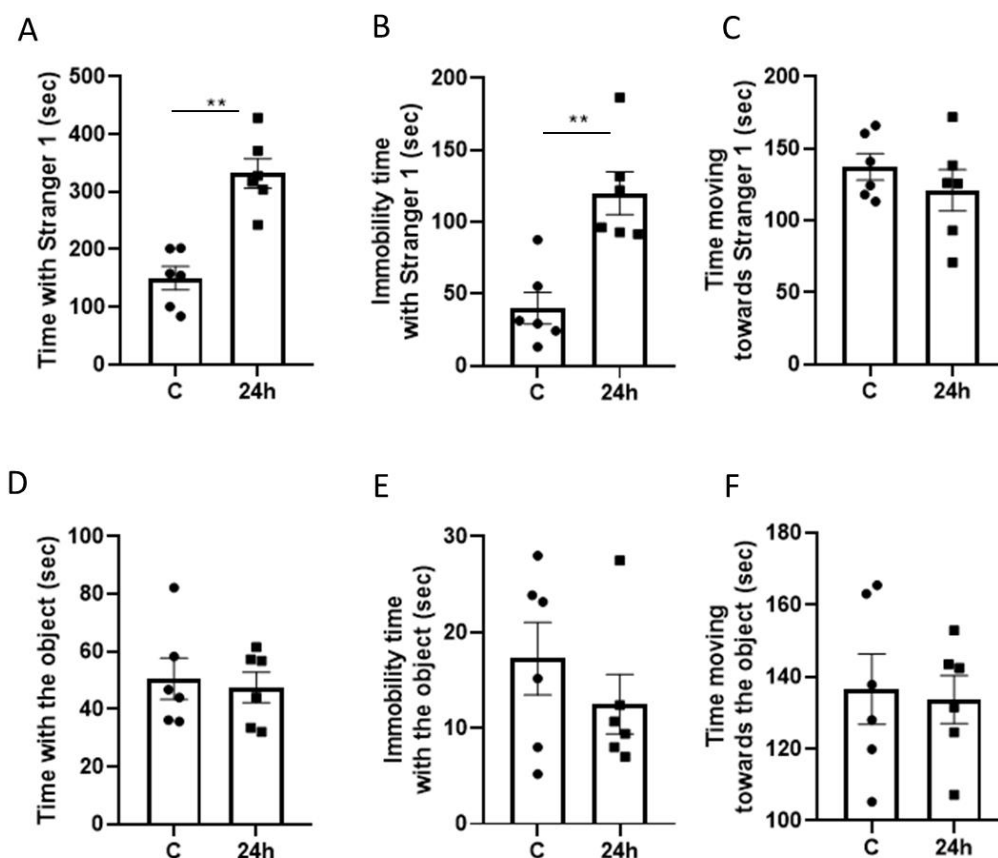 A
Time with Stranger 1 (sec)
500
400
300
200
100
0
**
C
24h
B
Immobility time
with Stranger 1 (sec)
200
150
100
50
0
**
C
24h
C
Time moving
towards Stranger 1 (sec)
200
150
100
50
0
C
24h
D
Time with the object (sec)
100
80
60
40
20
0
C
24h
E
Immobility time
with the object (sec)
30
20
10
0
C
24h
F
Time moving
towards the object (sec)
180
160
140
120
100
C
24h